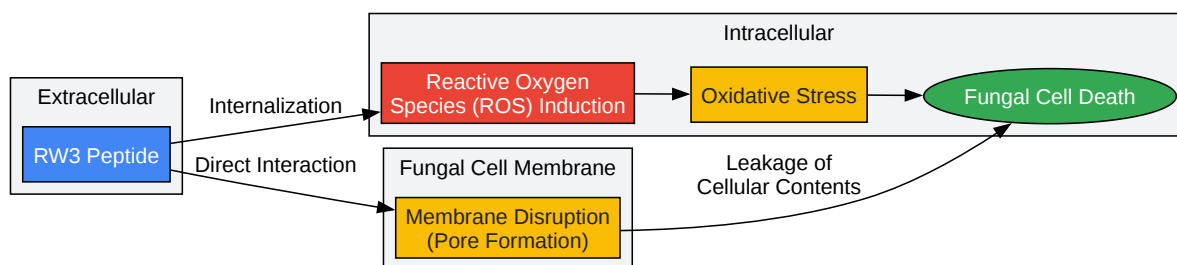 Extracellular
RW3 Peptide
Internalization
Direct Interaction
Intracellular
Reactive Oxygen
Species (ROS) Induction
Oxidative Stress
Fungal Cell Death
Fungal Cell Membrane
Membrane Disruption
(Pore Formation)
Leakage of
Cellular Contents